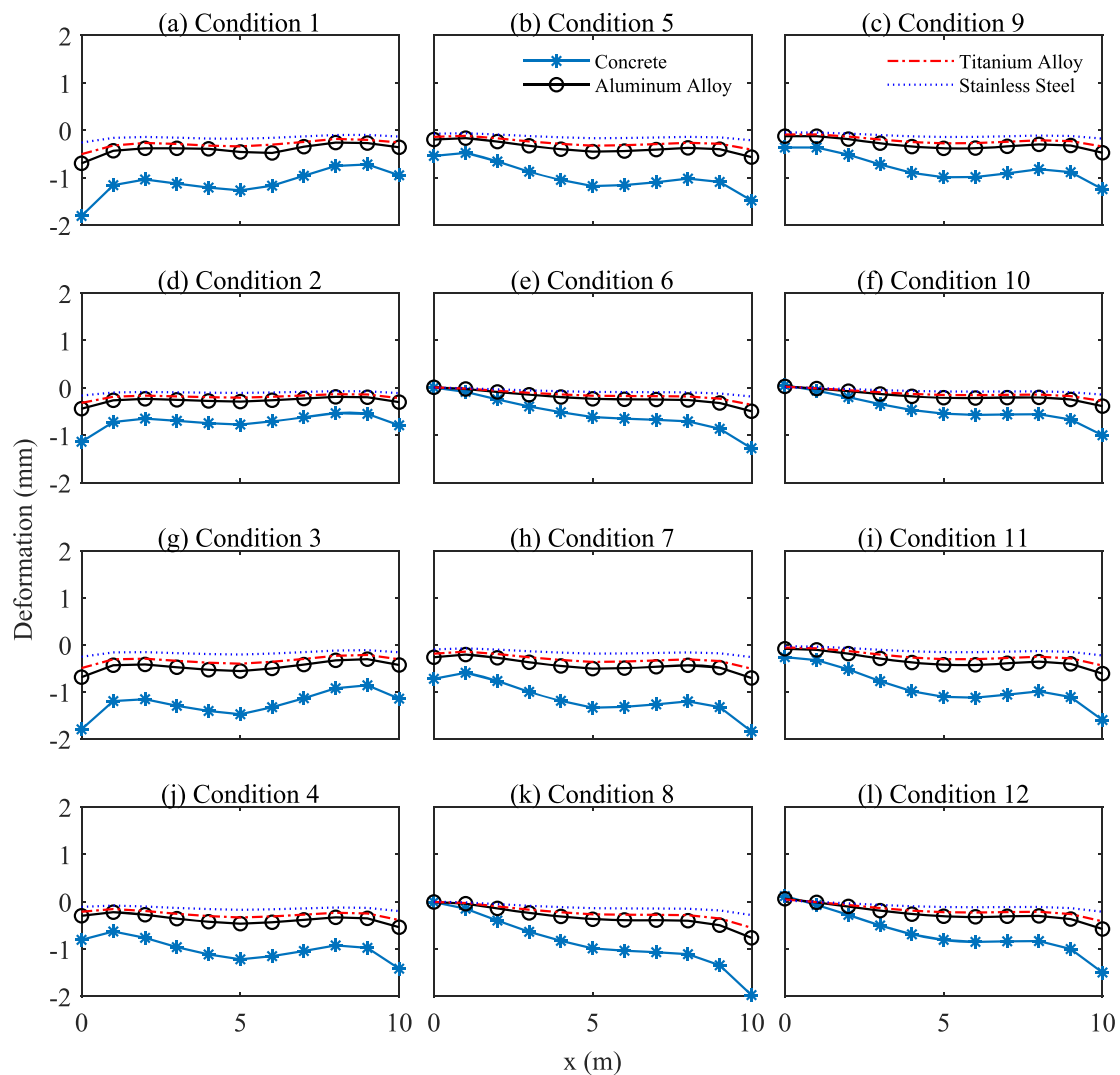 (a) Condition 1
(b) Condition 5
(c) Condition 9
2
1
0
-1
-2
Concrete
Aluminum Alloy
Titanium Alloy
Stainless Steel
(d) Condition 2
(e) Condition 6
(f) Condition 10
2
1
0
-1
-2
(g) Condition 3
(h) Condition 7
(i) Condition 11
2
1
0
-1
-2
(j) Condition 4
(k) Condition 8
(l) Condition 12
2
1
0
-1
-2
0 5 10
0 5 10
0 5 10
Deformation (mm)
x (m)